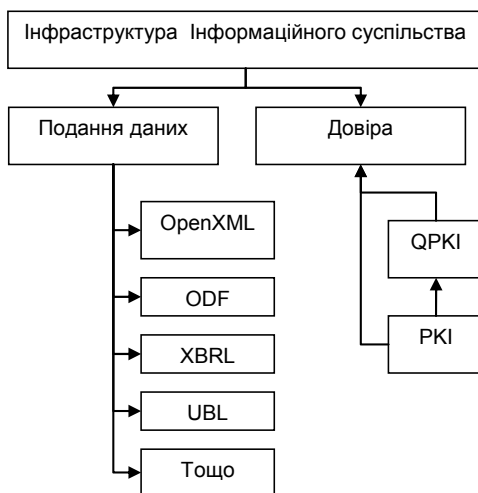 Інфраструктура Інформаційного суспільства
Подання даних
Довіра
OpenXML
ODF
XBRL
UBL
Тощо
QPKI
PKI